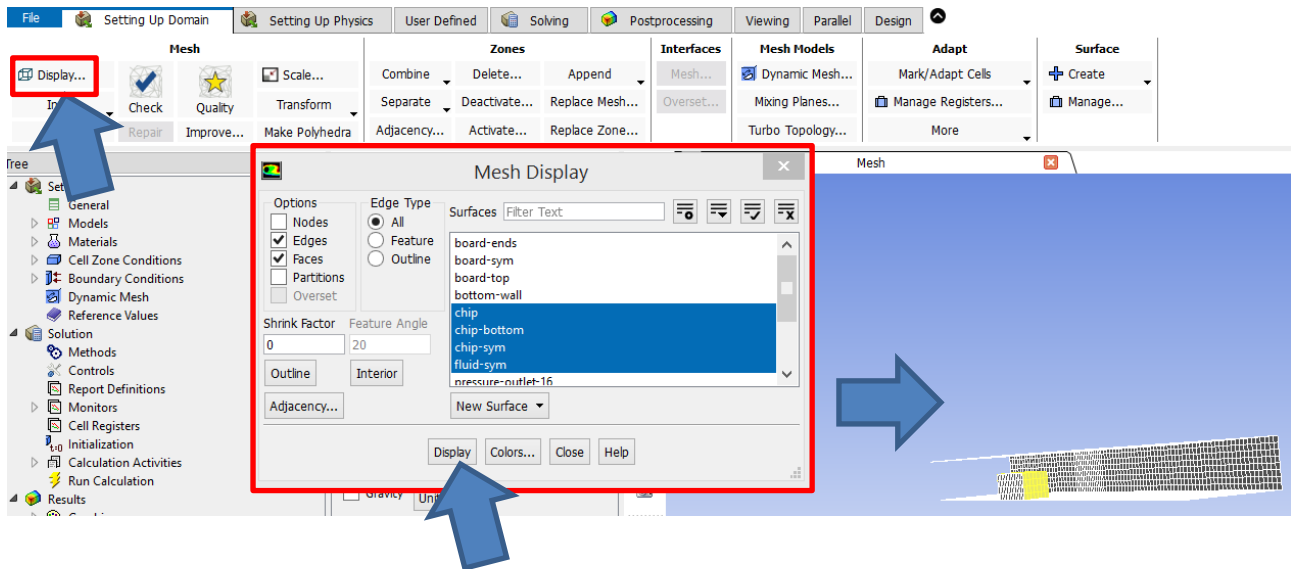 File Setting Up Domain Setting Up Physics User Defined Solving Postprocessing Viewing Parallel Design
Mesh Zones Interfaces Mesh Models Adapt Surface
Display... Scale... Combine Delete... Append Mesh... Dynamic Mesh... Mark/Adapt Cells Create
Check Quality Transform Separate Deactivate... Replace Mesh... Overset... Mixing Planes... Manage Registers... Manage...
Repair Improve... Make Polyhedra Adjacency... Activate... Replace Zone... Turbo Topology... More
Tree
General
Models
Materials
Cell Zone Conditions
Boundary Conditions
Dynamic Mesh
Reference Values
Solution
Methods
Controls
Report Definitions
Monitors
Cell Registers
t=0 Initialization
Calculation Activities
Run Calculation
Results
Mesh Display
Options
Nodes
Edges
Faces
Partitions
Overset
Edge Type
All
Feature
Outline
Shrink Factor Feature Angle
0 20
Outline Interior
Adjacency...
Surfaces Filter Text
board-ends
board-sym
board-top
bottom-wall
chip
chip-bottom
chip-sym
fluid-sym
pressure-outlet-16
New Surface
Display Colors... Close Help
Gravity
Mesh